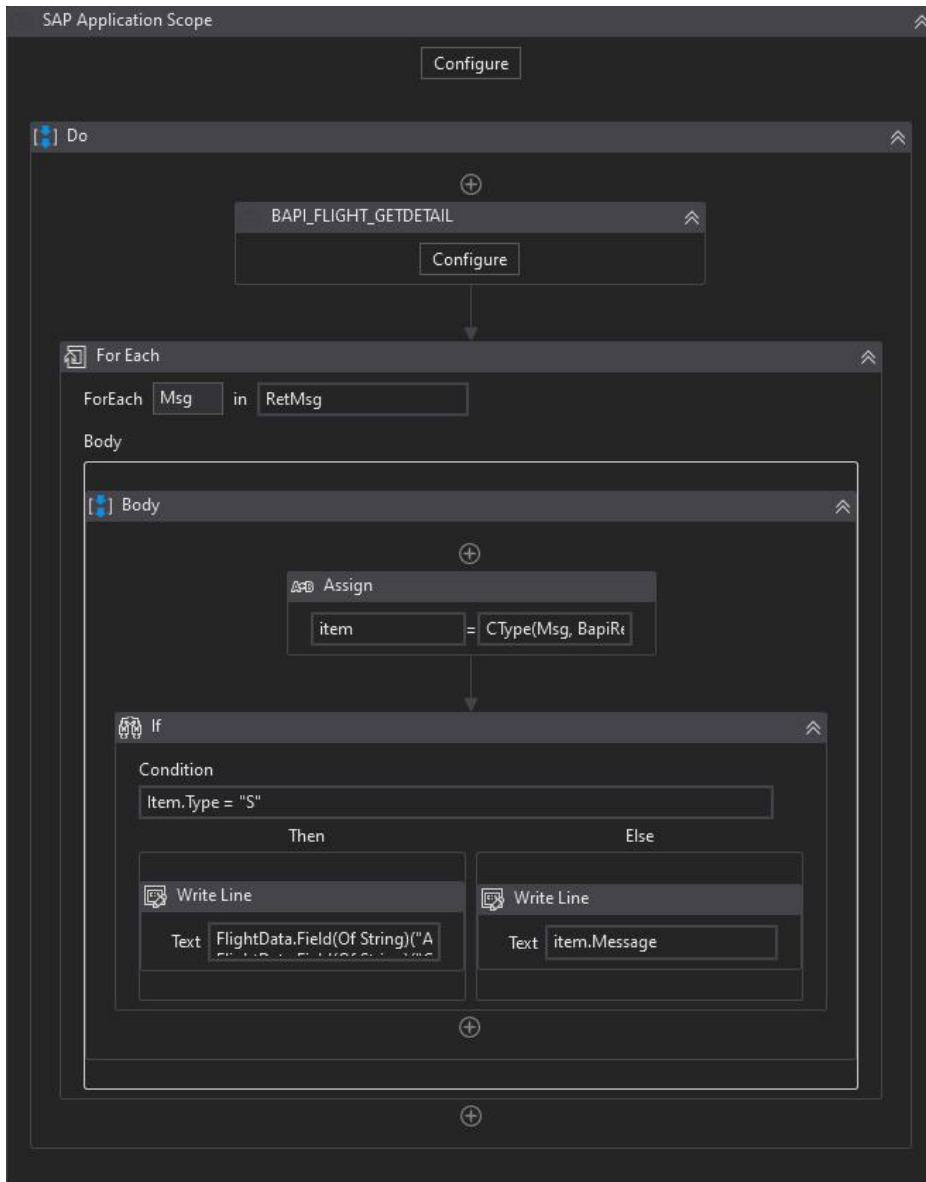 SAP Application Scope
Configure
Do
BAPI_FLIGHT_GETDETAIL
Configure
For Each
ForEach Msg in RetMsg
Body
Body
Assign
item = CType(Msg, BapiRe
If
Condition
Item.Type = "S"
Then Else
Write Line Write Line
Text FlightData.Field(Of String)("A Text item.Message